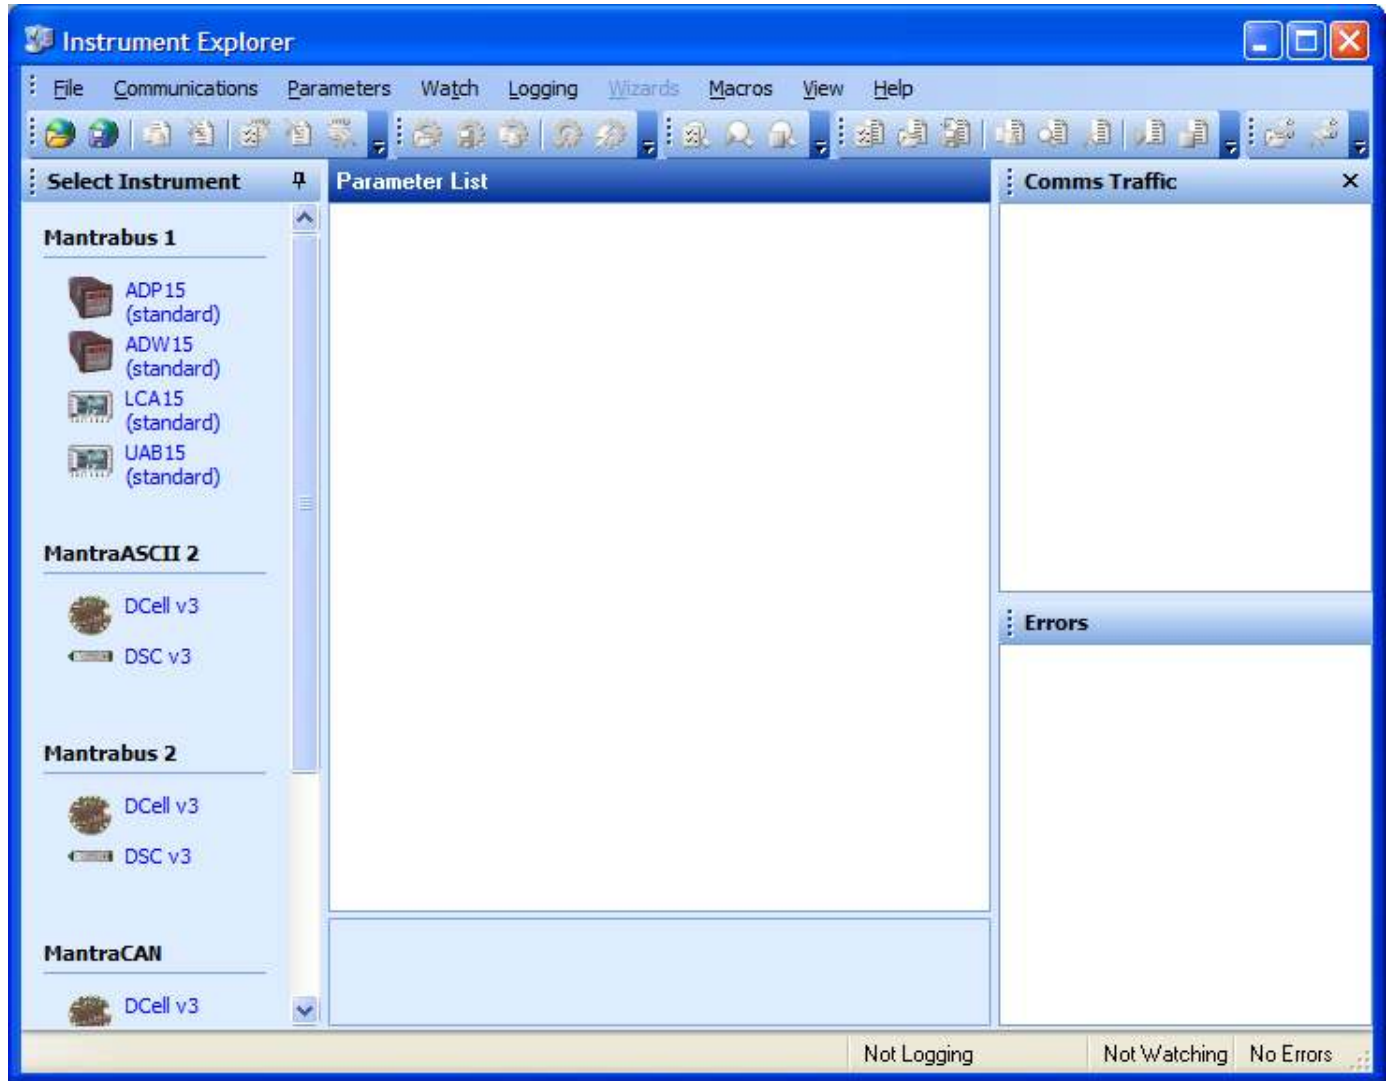 Instrument Explorer
File Communications Parameters Watch Logging Wizards Macros View Help
Select Instrument
Parameter List
Comms Traffic
Mantrabus 1
ADP15
(standard)
ADW15
(standard)
LCA15
(standard)
UAB15
(standard)
MantraASCII 2
DCell v3
DSC v3
Mantrabus 2
DCell v3
DSC v3
MantraCAN
DCell v3
Errors
Not Logging
Not Watching
No Errors